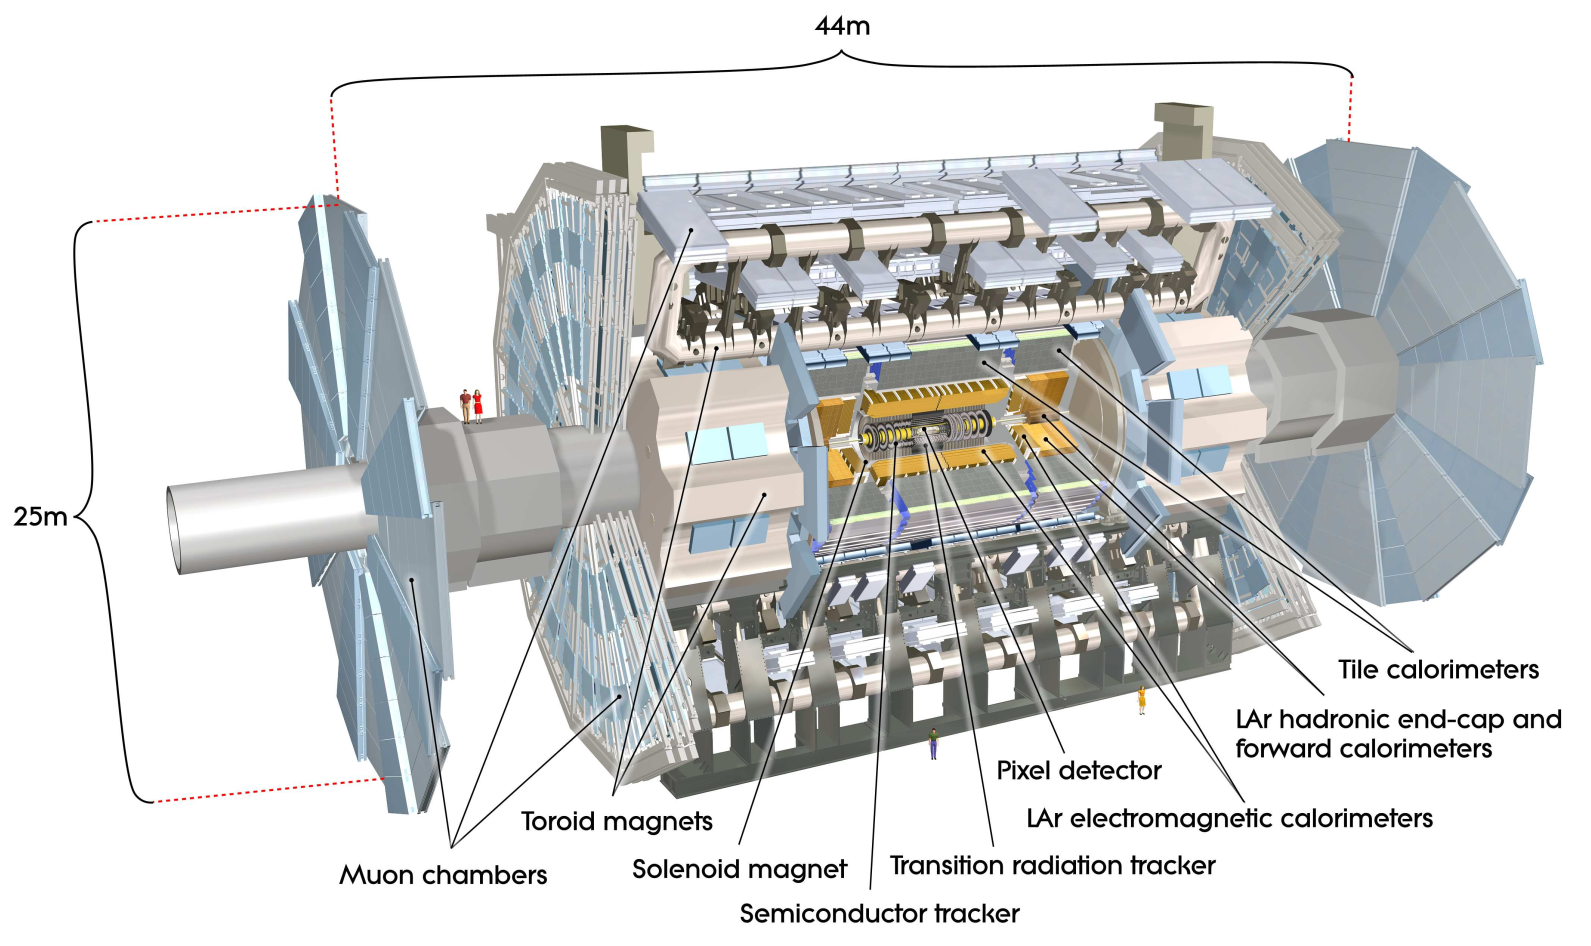 44m
25m
Tile calorimeters
LAr hadronic end-cap and
forward calorimeters
Pixel detector
LAr electromagnetic calorimeters
Toroid magnets
Muon chambers
Solenoid magnet
Transition radiation tracker
Semiconductor tracker